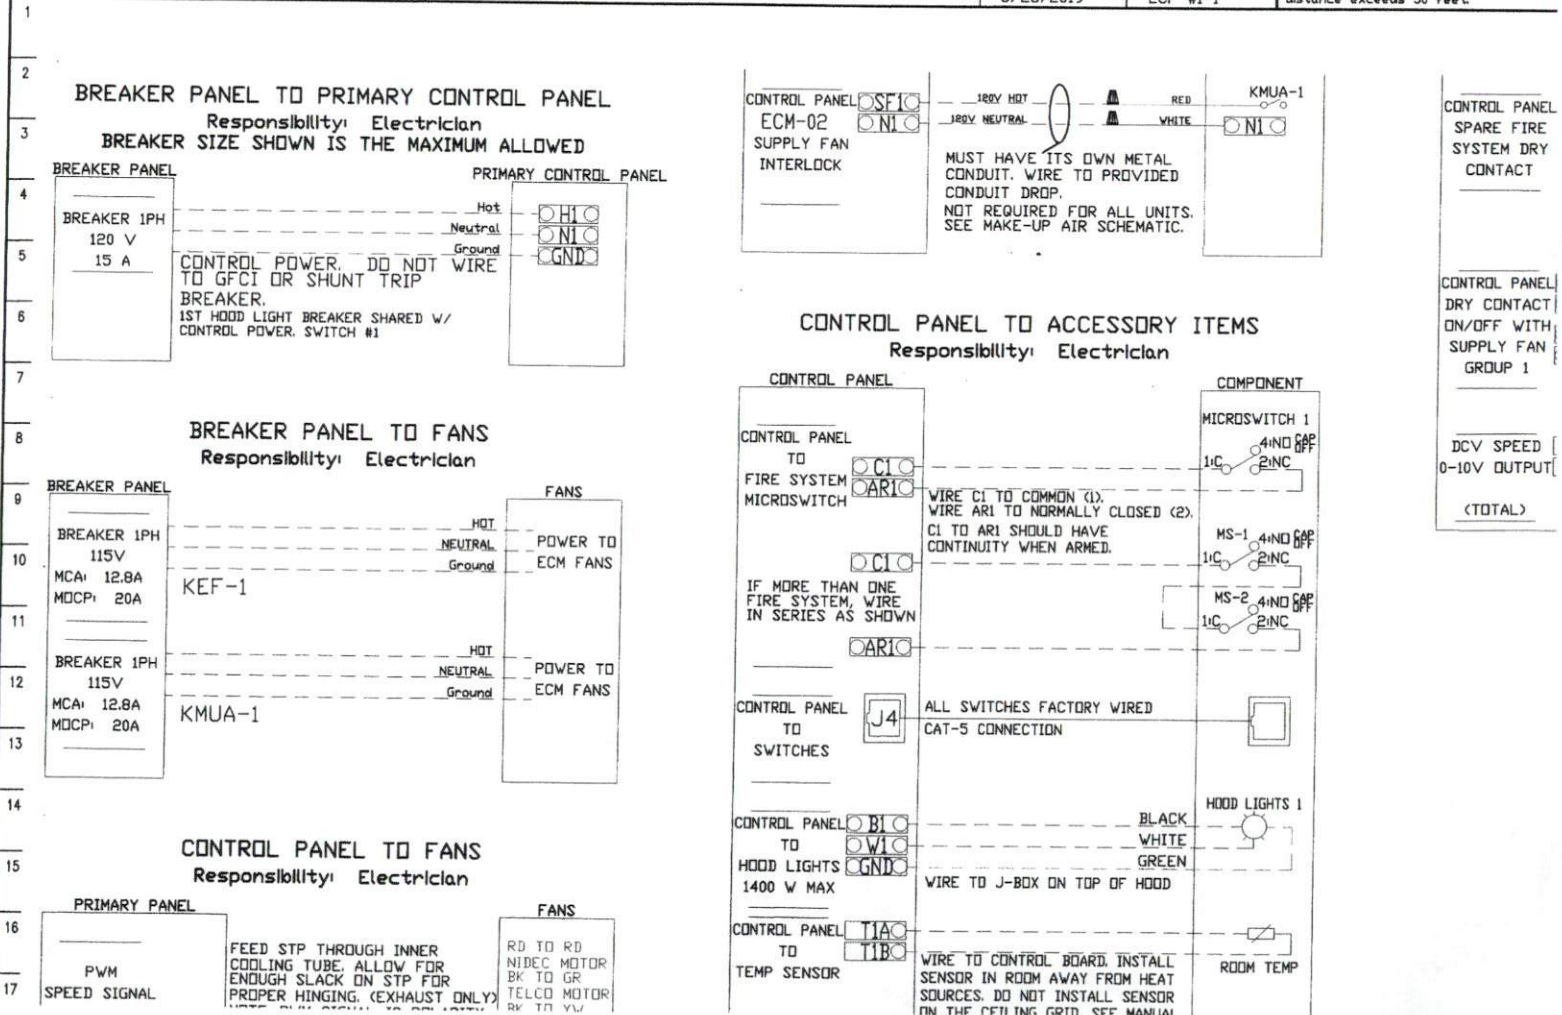 1
2
3
4
5
6
7
8
9
10
11
12
13
14
15
16
17
BREAKER PANEL TO PRIMARY CONTROL PANEL
Responsibility: Electrician
BREAKER SIZE SHOWN IS THE MAXIMUM ALLOWED
BREAKER PANEL
PRIMARY CONTROL PANEL
BREAKER 1PH
120 V
15 A
Hot
Neutral
Ground
H1
N1
GND
CONTROL POWER. DO NOT WIRE
TO GFCI OR SHUNT TRIP
BREAKER.
1ST HOOD LIGHT BREAKER SHARED W/
CONTROL POWER. SWITCH #1
BREAKER PANEL TO FANS
Responsibility: Electrician
BREAKER PANEL
FANS
BREAKER 1PH
115V
MCA: 12.8A
MOCP: 20A
HOT
NEUTRAL
Ground
KEF-1
POWER TO
ECM FANS
BREAKER 1PH
115V
MCA: 12.8A
MOCP: 20A
HOT
NEUTRAL
Ground
KMUA-1
POWER TO
ECM FANS
CONTROL PANEL TO FANS
Responsibility: Electrician
PRIMARY PANEL
FANS
PWM
SPEED SIGNAL
FEED STP THROUGH INNER
COOLING TUBE. ALLOW FOR
ENOUGH SLACK ON STP FOR
PROPER HINGING. (EXHAUST ONLY)
RD TO RD
NIDEC MOTOR
BK TO GR
TELCO MOTOR
BK TO YW
CONTROL PANEL
ECM-02
SUPPLY FAN
INTERLOCK
SF1
N1
120V HOT
120V NEUTRAL
RED
WHITE
KMUA-1
N1
MUST HAVE ITS OWN METAL
CONDUIT. WIRE TO PROVIDED
CONDUIT DROP.
NOT REQUIRED FOR ALL UNITS.
SEE MAKE-UP AIR SCHEMATIC.
CONTROL PANEL TO ACCESSORY ITEMS
Responsibility: Electrician
CONTROL PANEL
COMPONENT
CONTROL PANEL
TO
FIRE SYSTEM
MICROSWITCH
C1
AR1
MICROSWITCH 1
4:NO CAP OFF
1:C
2:NC
WIRE C1 TO COMMON (1).
WIRE AR1 TO NORMALLY CLOSED (2).
C1 TO AR1 SHOULD HAVE
CONTINUITY WHEN ARMED.
C1
IF MORE THAN ONE
FIRE SYSTEM, WIRE
IN SERIES AS SHOWN
AR1
MS-1
4:NO CAP OFF
1:C
2:NC
MS-2
4:NO CAP OFF
1:C
2:NC
CONTROL PANEL
TO
SWITCHES
J4
ALL SWITCHES FACTORY WIRED
CAT-5 CONNECTION
CONTROL PANEL
TO
HOOD LIGHTS
1400 W MAX
B1
W1
GND
BLACK
WHITE
GREEN
HOOD LIGHTS 1
WIRE TO J-BOX ON TOP OF HOOD
CONTROL PANEL
TO
TEMP SENSOR
T1A
T1B
ROOM TEMP
WIRE TO CONTROL BOARD. INSTALL
SENSOR IN ROOM AWAY FROM HEAT
SOURCES. DO NOT INSTALL SENSOR
ON THE CEILING GRID. SEE MANUAL
CONTROL PANEL
SPARE FIRE
SYSTEM DRY
CONTACT
CONTROL PANEL
DRY CONTACT
ON/OFF WITH
SUPPLY FAN
GROUP 1
DCV SPEED
0-10V OUTPUT
(TOTAL)